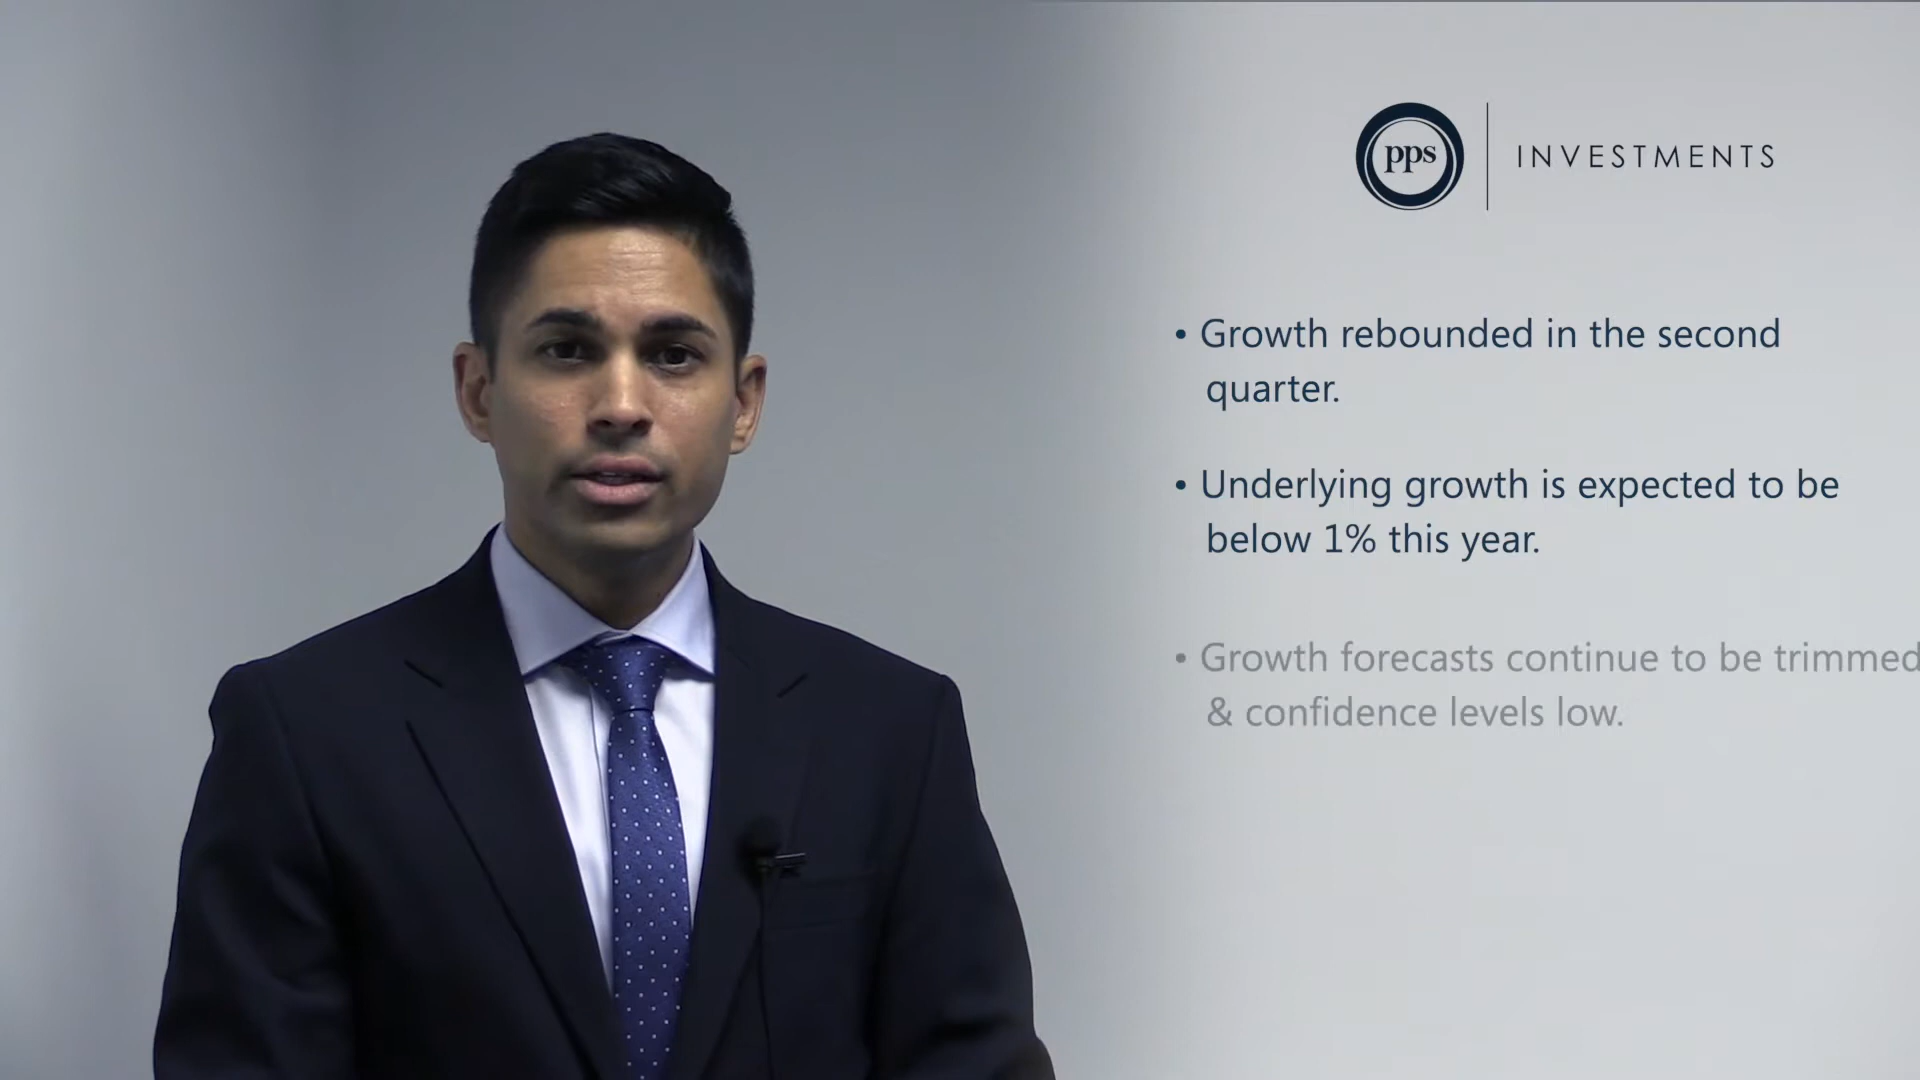 pps
INVESTMENTS
• Growth rebounded in the second
quarter.
• Underlying growth is expected to be
below 1% this year.
• Growth forecasts continue to be trimmed
& confidence levels low.